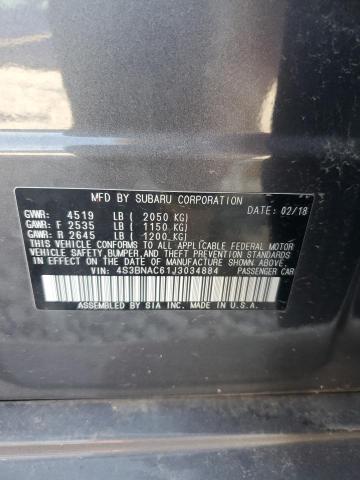 MFD BY SUBARU CORPORATION
GVWR: 4519 LB ( 2050 KG) DATE: 02/18
GAWR: F 2535 LB ( 1150 KG)
GAWR: R 2645 LB ( 1200 KG)
THIS VEHICLE CONFORMS TO ALL APPLICABLE FEDERAL MOTOR
VEHICLE SAFETY,BUMPER,AND THEFT PREVENTION STANDARDS
IN EFFECT ON THE DATE OF MANUFACTURE SHOWN ABOVE.
VIN: 4S3BNAC61J3034884 PASSENGER CAR
ASSEMBLED BY SIA INC. MADE IN U.S.A.